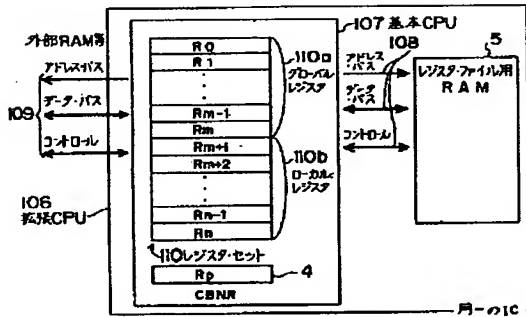 外部RAM等
アドレス・バス
109
データ・バス
コントロール
106
拡張CPU
R0
R1
Rm-1
Rm
Rm+1
Rm+2
Rn-1
Rn
110 レジスタ・セット
Rp
4
CBNR
110a
グローバル・
レジスタ
110b
ローカル・
レジスタ
107 基本CPU
108
アドレス・
バス
データ・
バス
コントロール
5
レジスタ・ファイル用
RAM
同一のIC